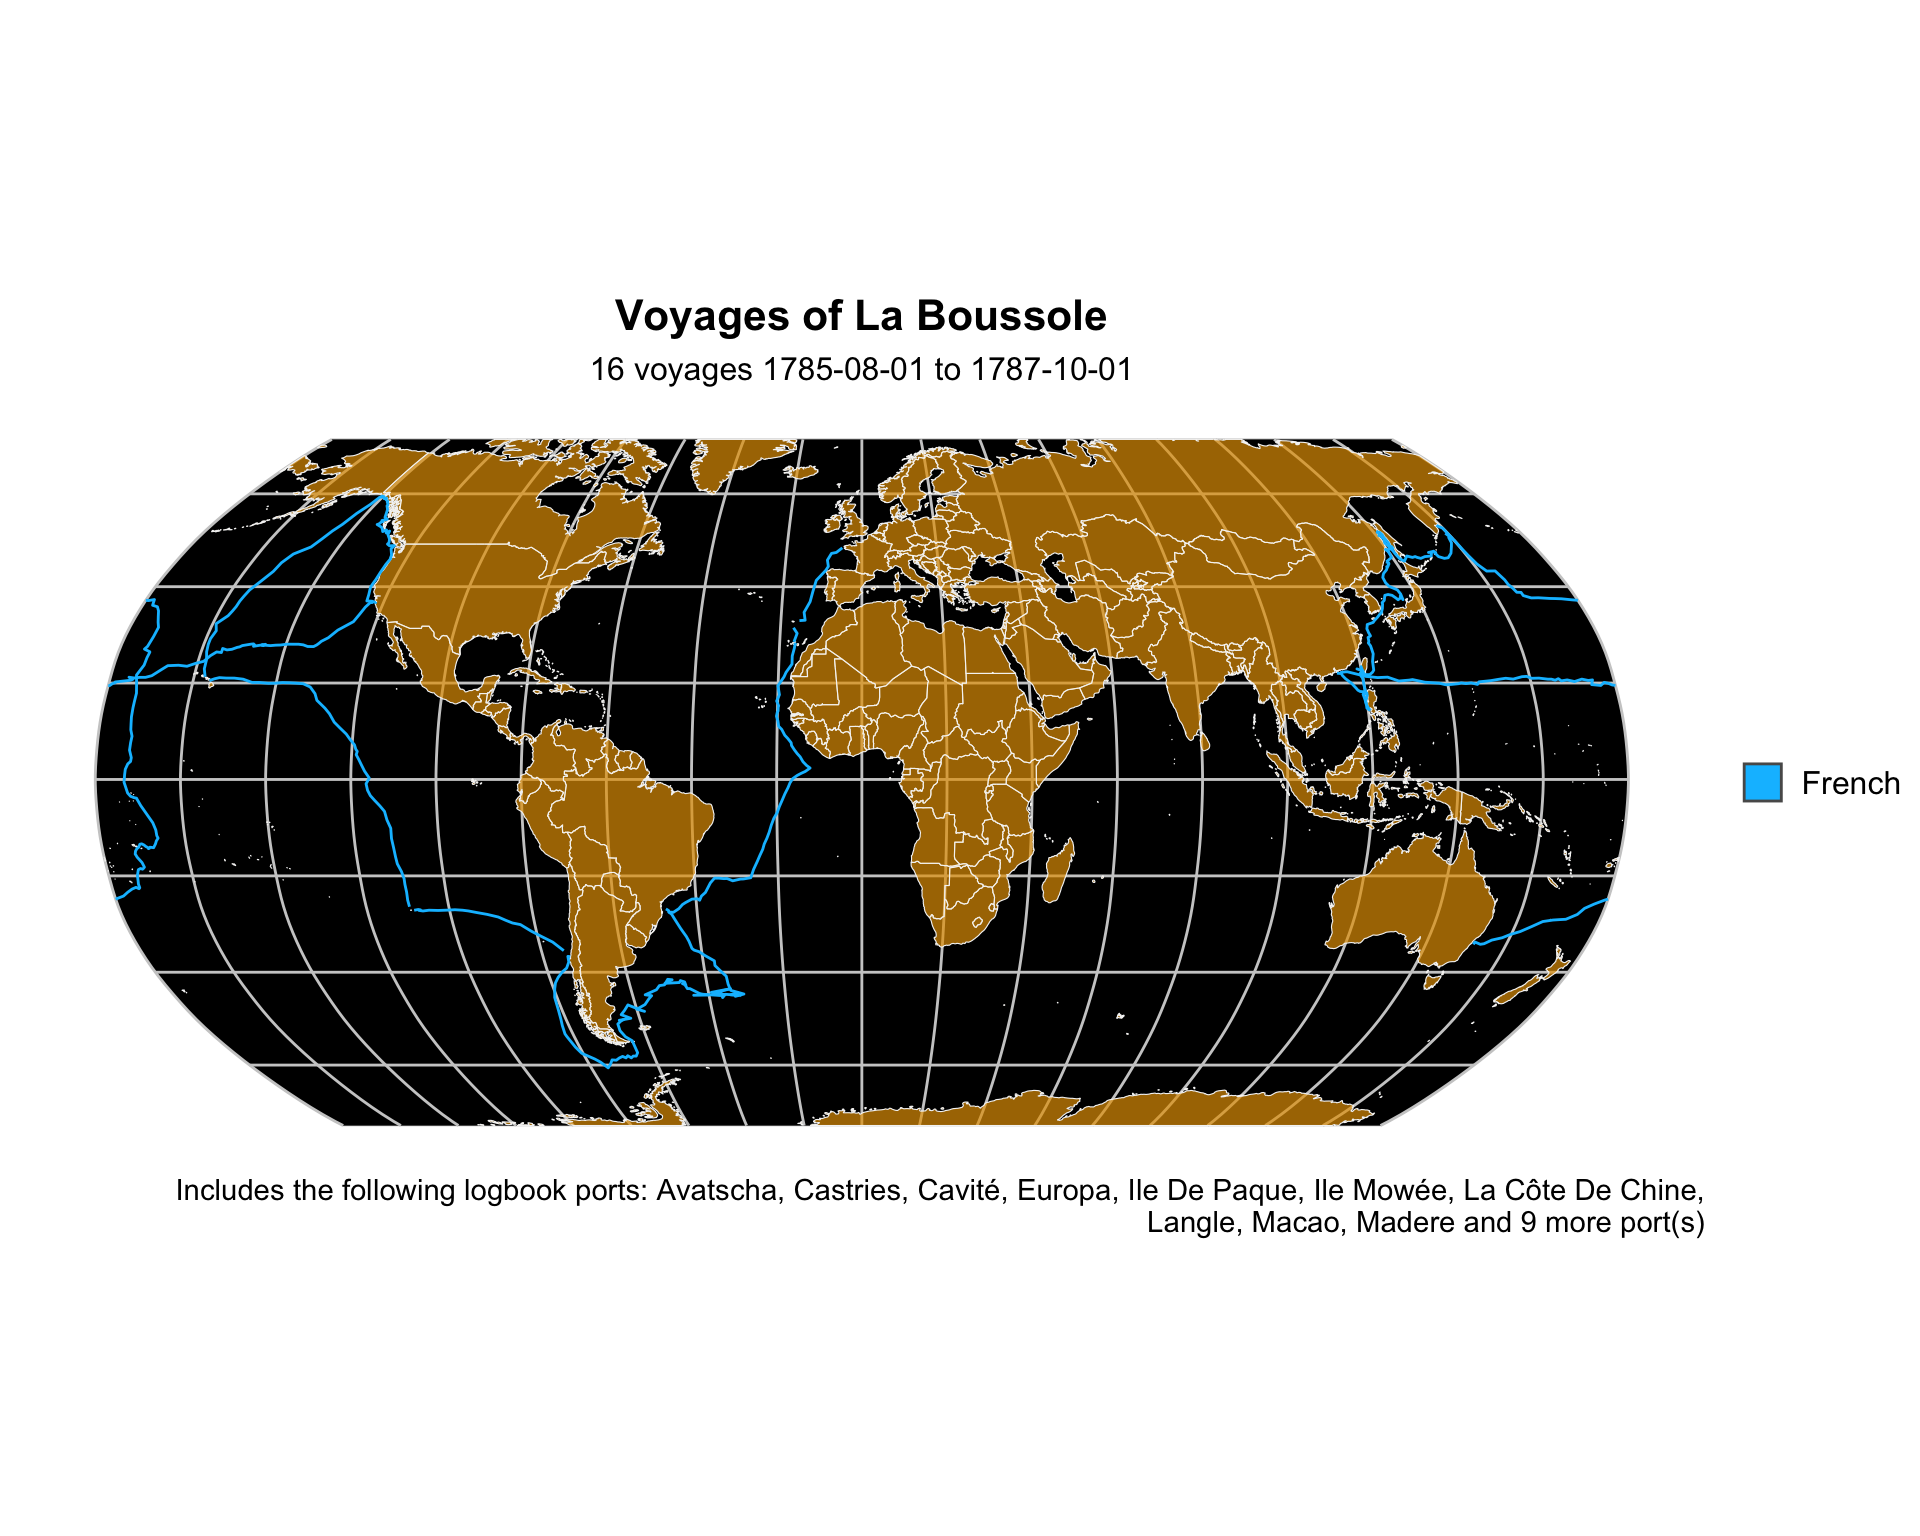 Voyages of La Boussole
16 voyages 1785-08-01 to 1787-10-01
French
Includes the following logbook ports: Avatscha, Castries, Cavité, Europa, Ile De Paque, Ile Mowée, La Côte De Chine,
Langle, Macao, Madere and 9 more port(s)